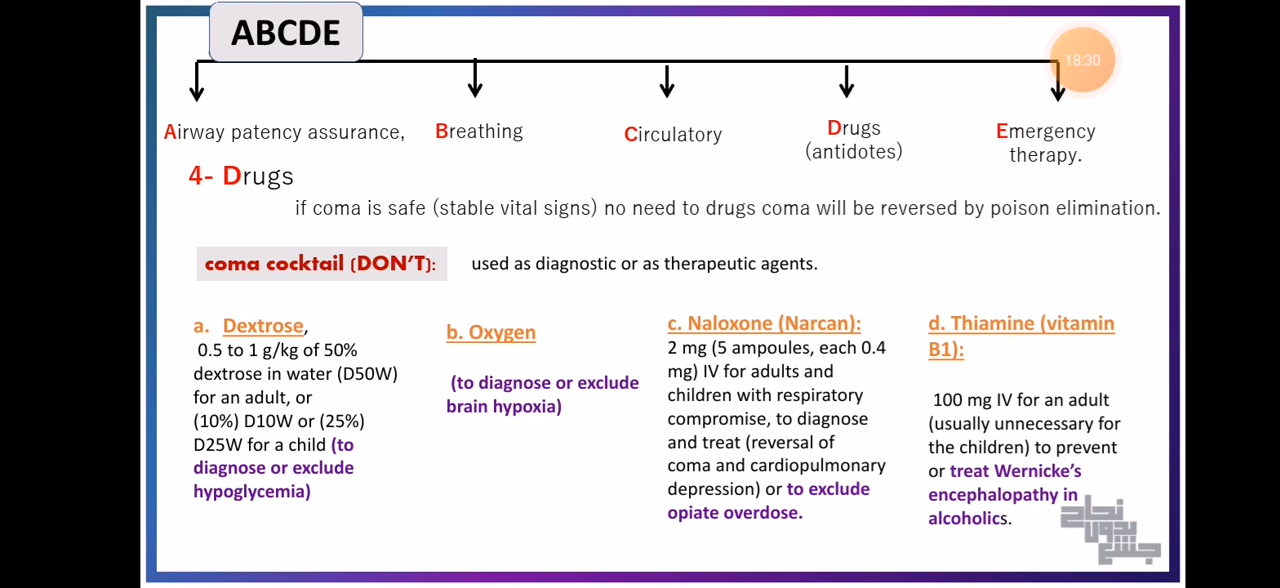 ABCDE
18:30
Airway patency assurance,
Breathing
Circulatory
Drugs
(antidotes)
Emergency
therapy.
4- Drugs
if coma is safe (stable vital signs) no need to drugs coma will be reversed by poison elimination.
coma cocktail (DON'T):
used as diagnostic or as therapeutic agents.
a. Dextrose,
0.5 to 1 g/kg of 50%
dextrose in water (D50W)
for an adult, or
(10%) D10W or (25%)
D25W for a child (to
diagnose or exclude
hypoglycemia)
b. Oxygen
(to diagnose or exclude
brain hypoxia)
c. Naloxone (Narcan):
2 mg (5 ampoules, each 0.4
mg) IV for adults and
children with respiratory
compromise, to diagnose
and treat (reversal of
coma and cardiopulmonary
depression) or to exclude
opiate overdose.
d. Thiamine (vitamin
B1):
100 mg IV for an adult
(usually unnecessary for
the children) to prevent
or treat Wernicke's
encephalopathy in
alcoholics.
نجاح
بدون
جشع